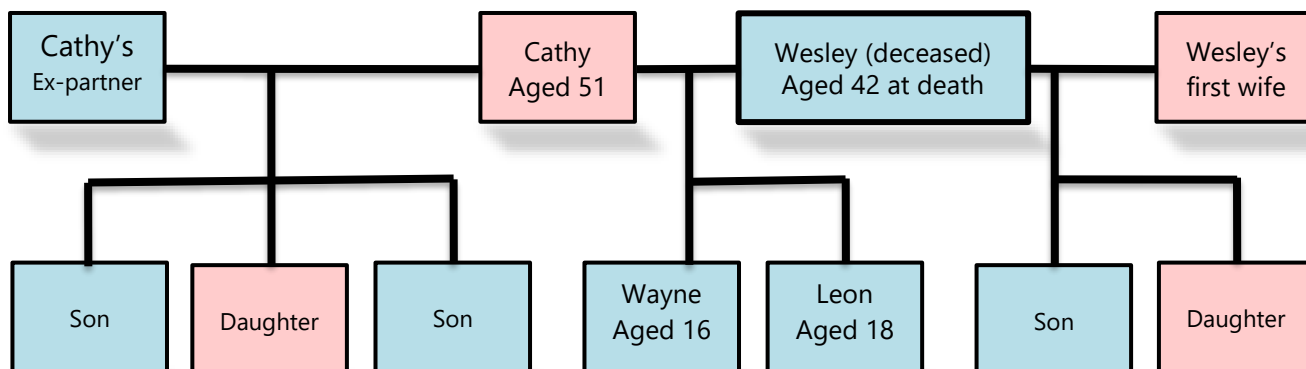 Cathy’s
Ex-partner
Cathy
Aged 51
Wesley (deceased)
Aged 42 at death
Wesley’s
first wife
Son
Daughter
Son
Wayne
Aged 16
Leon
Aged 18
Son
Daughter